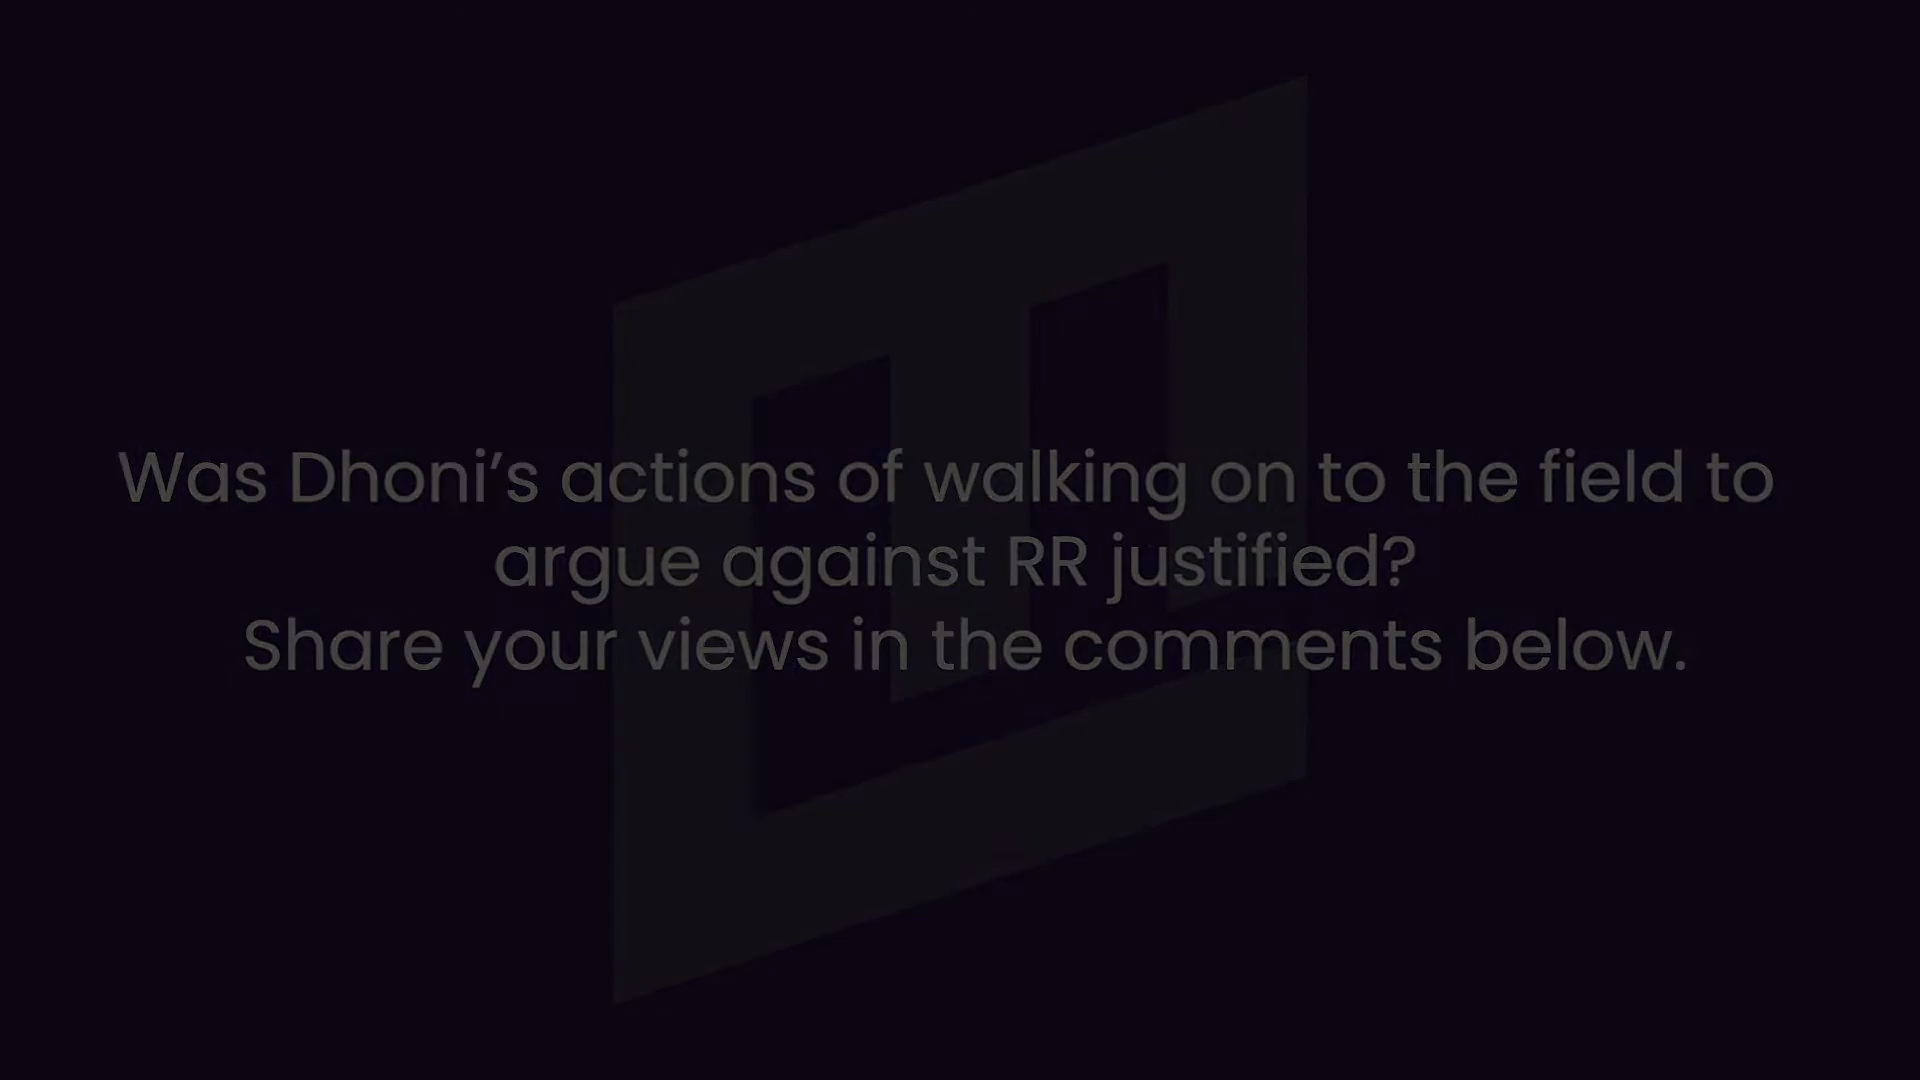 Was Dhoni’s actions of walking on to the field to
argue against RR justified?
Share your views in the comments below.